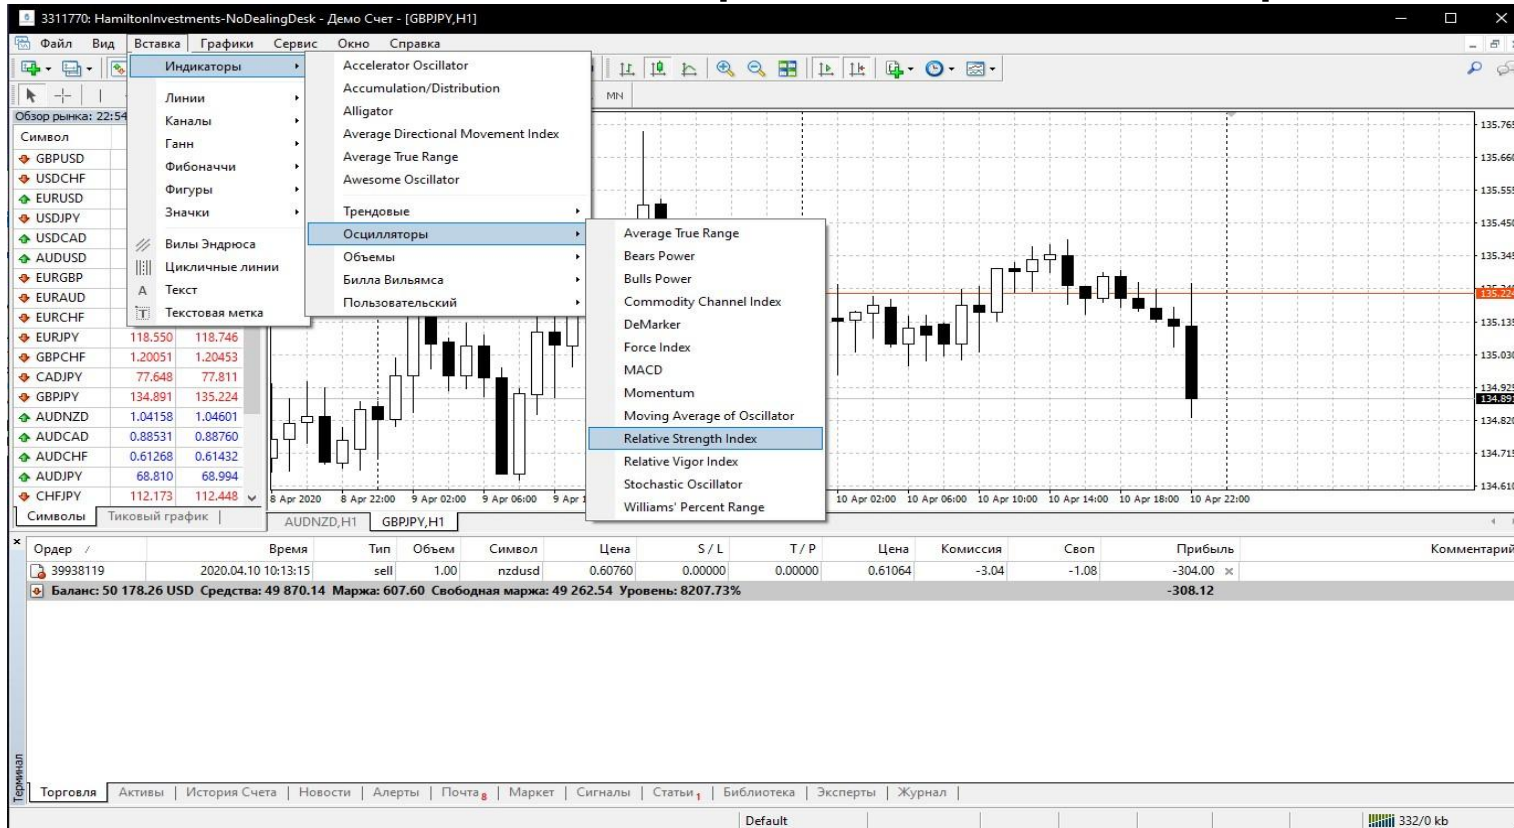 3311770: HamiltonInvestments-NoDealingDesk - Демо Счет - [GBPJPY,H1]
Файл Вид Вставка Графики Сервис Окно Справка
MN
Индикаторы
Линии
Каналы
Ганн
Фибоначчи
Фигуры
Значки
Вилы Эндрюса
Цикличные линии
A Текст
T Текстовая метка
Accelerator Oscillator
Accumulation/Distribution
Alligator
Average Directional Movement Index
Average True Range
Awesome Oscillator
Трендовые
Осцилляторы
Объемы
Билла Вильямса
Пользовательский
Average True Range
Bears Power
Bulls Power
Commodity Channel Index
DeMarker
Force Index
MACD
Momentum
Moving Average of Oscillator
Relative Strength Index
Relative Vigor Index
Stochastic Oscillator
Williams' Percent Range
Обзор рынка: 22:54
Символ
GBPUSD
USDCHF
EURUSD
USDJPY
USDCAD
AUDUSD
EURGBP
EURAUD
EURCHF
EURJPY 118.550 118.746
GBPCHF 1.20051 1.20453
CADJPY 77.648 77.811
GBPJPY 134.891 135.224
AUDNZD 1.04158 1.04601
AUDCAD 0.88531 0.88760
AUDCHF 0.61268 0.61432
AUDJPY 68.810 68.994
CHFJPY 112.173 112.448
Символы Тиковый график
135.450
135.224
135.030
134.891
134.820
134.610
8 Apr 2020 8 Apr 22:00 9 Apr 02:00 9 Apr 06:00 9 Apr 10 Apr 02:00 10 Apr 06:00 10 Apr 10:00 10 Apr 14:00 10 Apr 18:00 10 Apr 22:00
AUDNZD,H1 GBPJPY,H1
Ордер Время Тип Объем Символ Цена S / L T / P Цена Комиссия Своп Прибыль Комментарий
39938119 2020.04.10 10:13:15 sell 1.00 nzdusd 0.60760 0.00000 0.00000 0.61064 -3.04 -1.08 -304.00
Баланс: 50 178.26 USD Средства: 49 870.14 Маржа: 607.60 Свободная маржа: 49 262.54 Уровень: 8207.73% -308.12
Терминал
Торговля Активы История Счета Новости Алерты Почта 8 Маркет Сигналы Статьи 1 Библиотека Эксперты Журнал
Default 332/0 kb